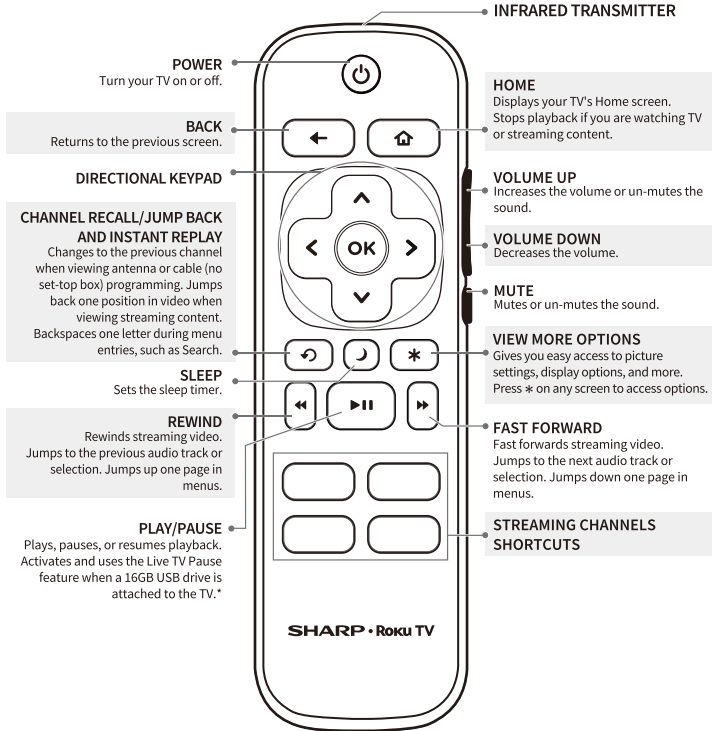 INFRARED TRANSMITTER
POWER
Turn your TV on or off.
HOME
Displays your TV's Home screen.
Stops playback if you are watching TV
or streaming content.
BACK
Returns to the previous screen.
DIRECTIONAL KEYPAD
VOLUME UP
Increases the volume or un-mutes the
sound.
CHANNEL RECALL/JUMP BACK
AND INSTANT REPLAY
Changes to the previous channel
when viewing antenna or cable (no
set-top box) programming. Jumps
back one position in video when
viewing streaming content.
Backspaces one letter during menu
entries, such as Search.
OK
VOLUME DOWN
Decreases the volume.
MUTE
Mutes or un-mutes the sound.
VIEW MORE OPTIONS
Gives you easy access to picture
settings, display options, and more.
Press * on any screen to access options.
SLEEP
Sets the sleep timer.
REWIND
Rewinds streaming video.
Jumps to the previous audio track or
selection. Jumps up one page in
menus.
FAST FORWARD
Fast forwards streaming video.
Jumps to the next audio track or
selection. Jumps down one page in
menus.
PLAY/PAUSE
Plays, pauses, or resumes playback.
Activates and uses the Live TV Pause
feature when a 16GB USB drive is
attached to the TV.*
STREAMING CHANNELS
SHORTCUTS
SHARP • Roku TV